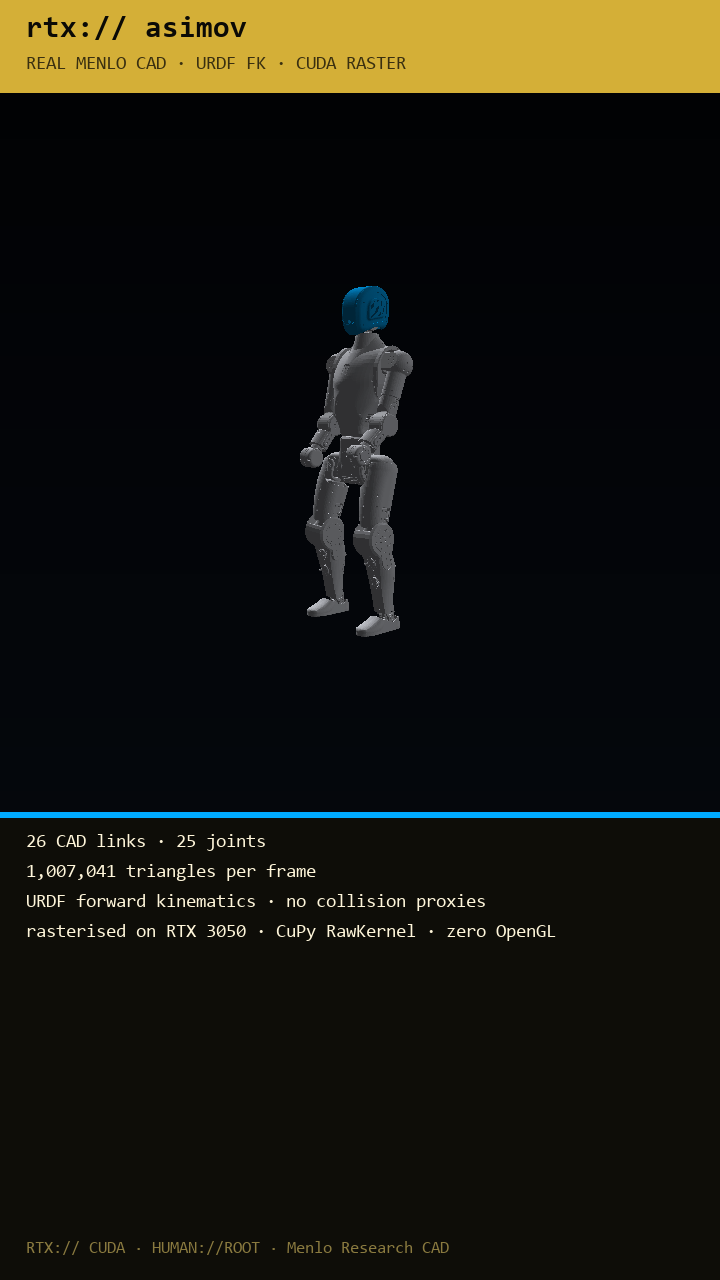 rtx:// asimov
REAL MENLO CAD · URDF FK · CUDA RASTER
26 CAD links · 25 joints
1,007,041 triangles per frame
URDF forward kinematics · no collision proxies
rasterised on RTX 3050 · CuPy RawKernel · zero OpenGL
RTX:// CUDA · HUMAN://ROOT · Menlo Research CAD